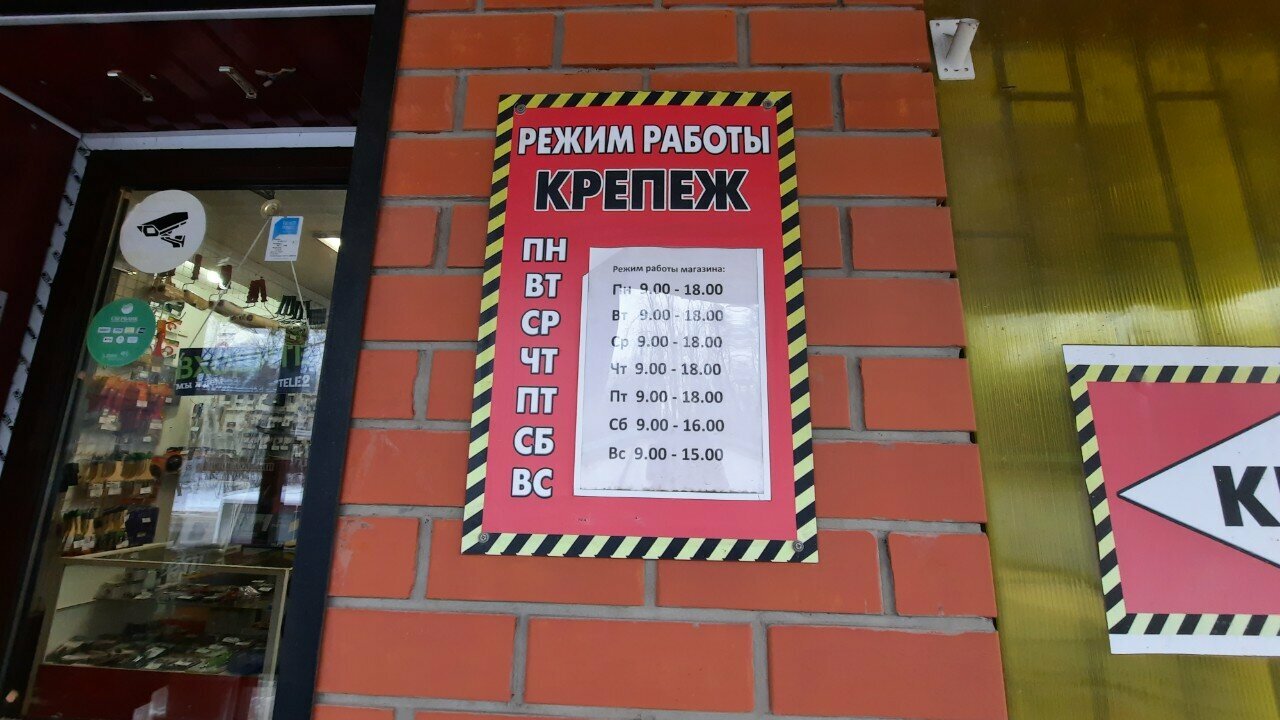 РЕЖИМ РАБОТЫ
КРЕПЕЖ
ПН
ВТ
СР
ЧТ
ПТ
СБ
ВС
Режим работы магазина:
Пн 9.00 - 18.00
Вт 9.00 - 18.00
Ср 9.00 - 18.00
Чт 9.00 - 18.00
Пт 9.00 - 18.00
Сб 9.00 - 16.00
Вс 9.00 - 15.00
СБЕРБАНК
TELE2